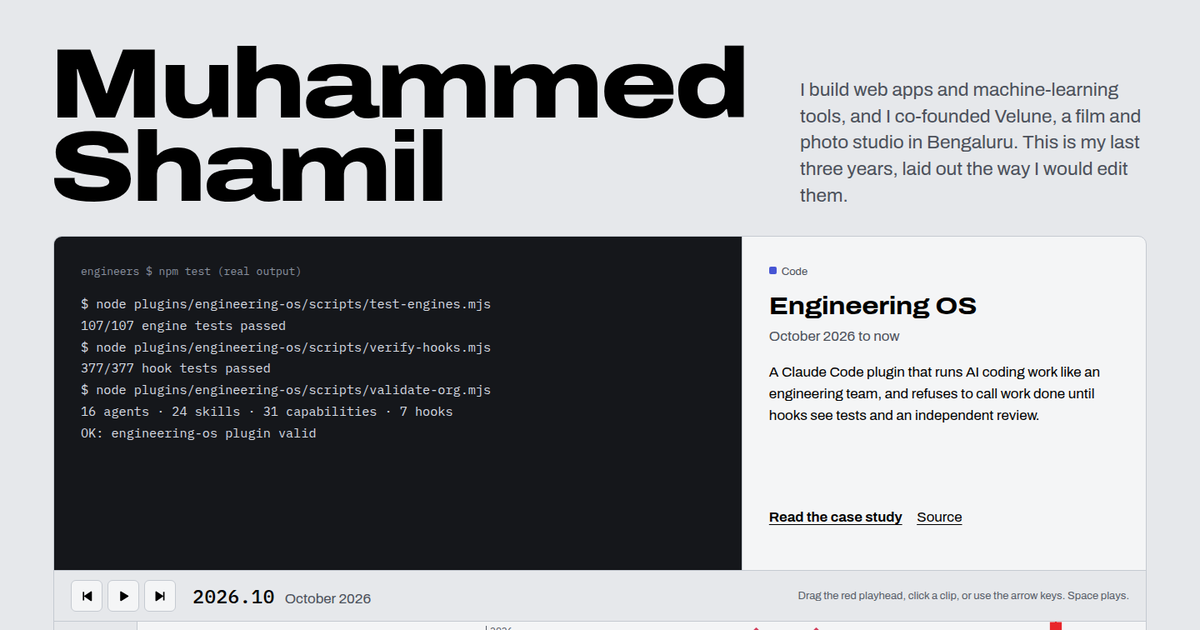 Muhammed
Shamil
I build web apps and machine-learning
tools, and I co-founded Velune, a film and
photo studio in Bengaluru. This is my last
three years, laid out the way I would edit
them.
engineers $ npm test (real output)
$ node plugins/engineering-os/scripts/test-engines.mjs
107/107 engine tests passed
$ node plugins/engineering-os/scripts/verify-hooks.mjs
377/377 hook tests passed
$ node plugins/engineering-os/scripts/validate-org.mjs
16 agents · 24 skills · 31 capabilities · 7 hooks
OK: engineering-os plugin valid
Code
Engineering OS
October 2026 to now
A Claude Code plugin that runs AI coding work like an
engineering team, and refuses to call work done until
hooks see tests and an independent review.
Read the case study Source
2026.10 October 2026
Drag the red playhead, click a clip, or use the arrow keys. Space plays.
2026